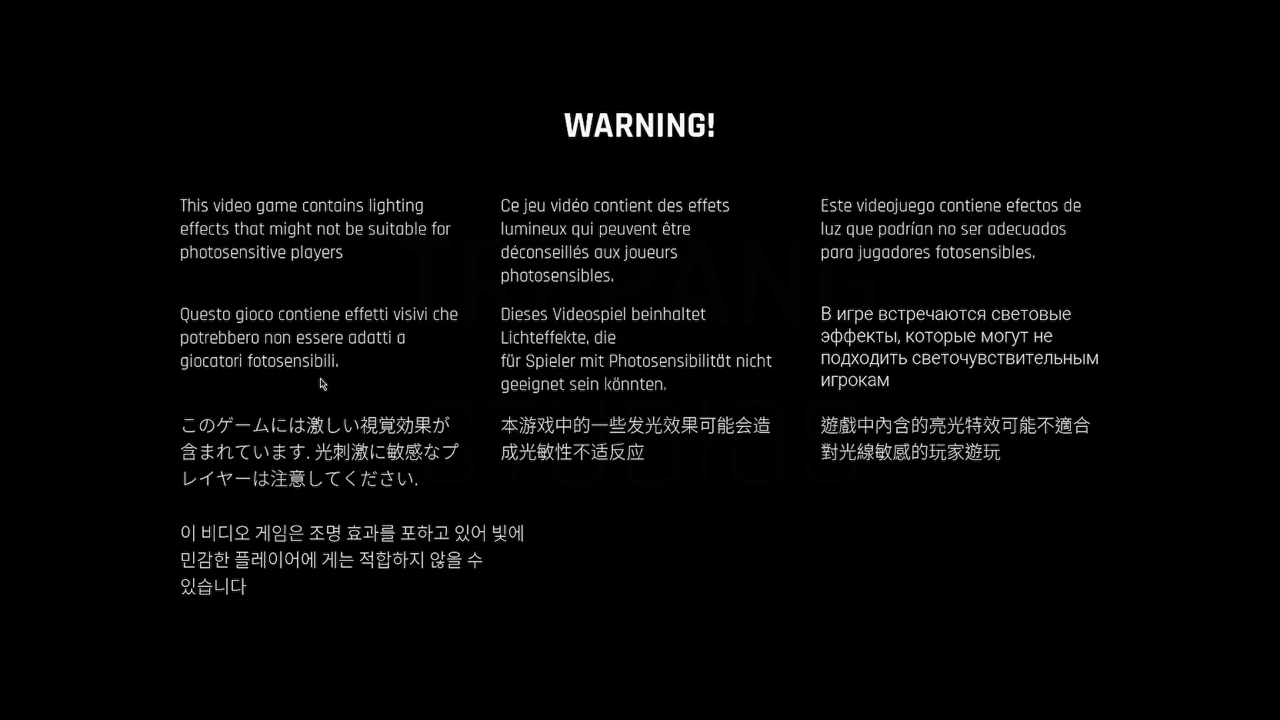 WARNING!
This video game contains lighting
effects that might not be suitable for
photosensitive players
Ce jeu vidéo contient des effets
lumineux qui peuvent être
déconseillés aux joueurs
photosensibles.
Este videojuego contiene efectos de
luz que podrían no ser adecuados
para jugadores fotosensibles.
Questo gioco contiene effetti visivi che
potrebbero non essere adatti a
giocatori fotosensibili.
Dieses Videospiel beinhaltet
Lichteffekte, die
für Spieler mit Photosensibilität nicht
geeignet sein könnten.
В игре встречаются световые
эффекты, которые могут не
подходить светочувствительным
игрокам
このゲームには激しい視覚効果が
含まれています. 光刺激に敏感なプ
レイヤーは注意してください.
本游戏中的一些发光效果可能会造
成光敏性不适反应
遊戲中內含的亮光特效可能不適合
對光線敏感的玩家遊玩
이 비디오 게임은 조명 효과를 포하고 있어 빛에
민감한 플레이어에 게는 적합하지 않을 수
있습니다